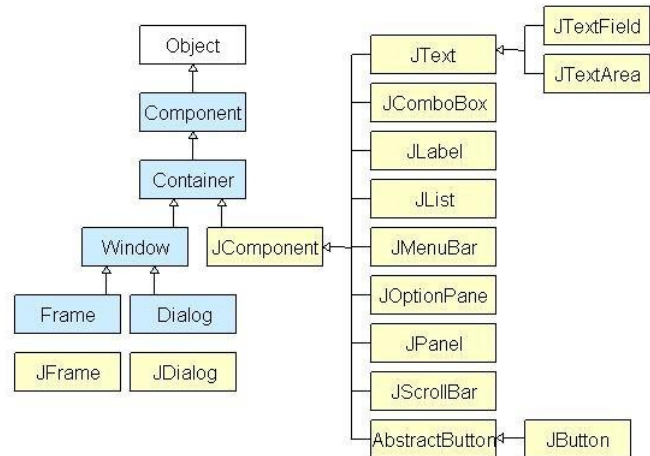 Object
Component
Container
Window
JComponent
Frame
Dialog
JFrame
JDialog
JText
JComboBox
JLabel
JList
JMenuBar
JOptionPane
JPanel
JScrollBar
AbstractButton
JTextField
JTextArea
JButton